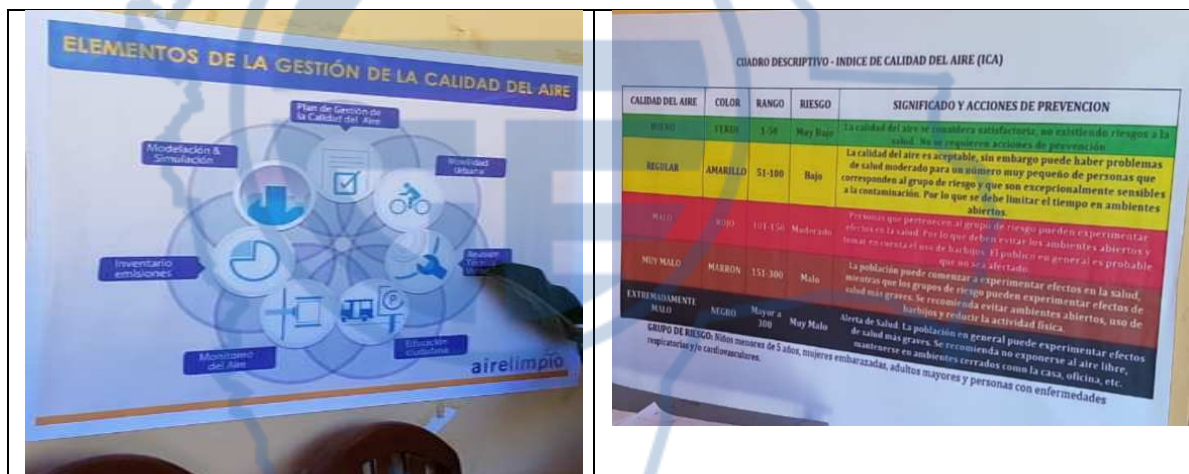 ELEMENTOS DE LA GESTIÓN DE LA CALIDAD DEL AIRE
Plan de Gestión de
la Calidad del Aire
Modelación &
Simulación
Movilidad
Urbana
Inventario
emisiones
Revisión
Técnica
Monitoreo
del Aire
Educación
ciudadana
airelimpio
CUADRO DESCRIPTIVO - INDICE DE CALIDAD DEL AIRE (ICA)
CALIDAD DEL AIRE COLOR RANGO RIESGO SIGNIFICADO Y ACCIONES DE PREVENCION
BUENO VERDE 1-50 Muy Bajo La calidad del aire se considera satisfactoria, no existiendo riesgos a la
salud. No se requieren acciones de prevención
REGULAR AMARILLO 51-100 Bajo La calidad del aire es aceptable, sin embargo puede haber problemas
de salud moderado para un número muy pequeño de personas que
corresponden al grupo de riesgo y que son excepcionalmente sensibles
a la contaminación. Por lo que se debe limitar el tiempo en ambientes
abiertos.
MALO ROJO 101-150 Moderado Personas que pertenecen al grupo de riesgo pueden experimentar
efectos en la salud. Por lo que deben evitar los ambientes abiertos y
tomar en cuenta el uso de barbijos. El público en general es probable
que no sea afectado.
MUY MALO MARRON 151-300 Malo La población puede comenzar a experimentar efectos en la salud,
mientras que los grupos de riesgo pueden experimentar efectos de
salud más graves. Se recomienda evitar ambientes abiertos, uso de
barbijos y reducir la actividad física.
EXTREMADAMENTE
MALO NEGRO Mayor a
300 Muy Malo Alerta de Salud. La población en general puede experimentar efectos
de salud más graves. Se recomienda no exponerse al aire libre,
mantenerse en ambientes cerrados como la casa, oficina, etc.
GRUPO DE RIESGO: Niños menores de 5 años, mujeres embarazadas, adultos mayores y personas con enfermedades
respiratorias y/o cardiovasculares.